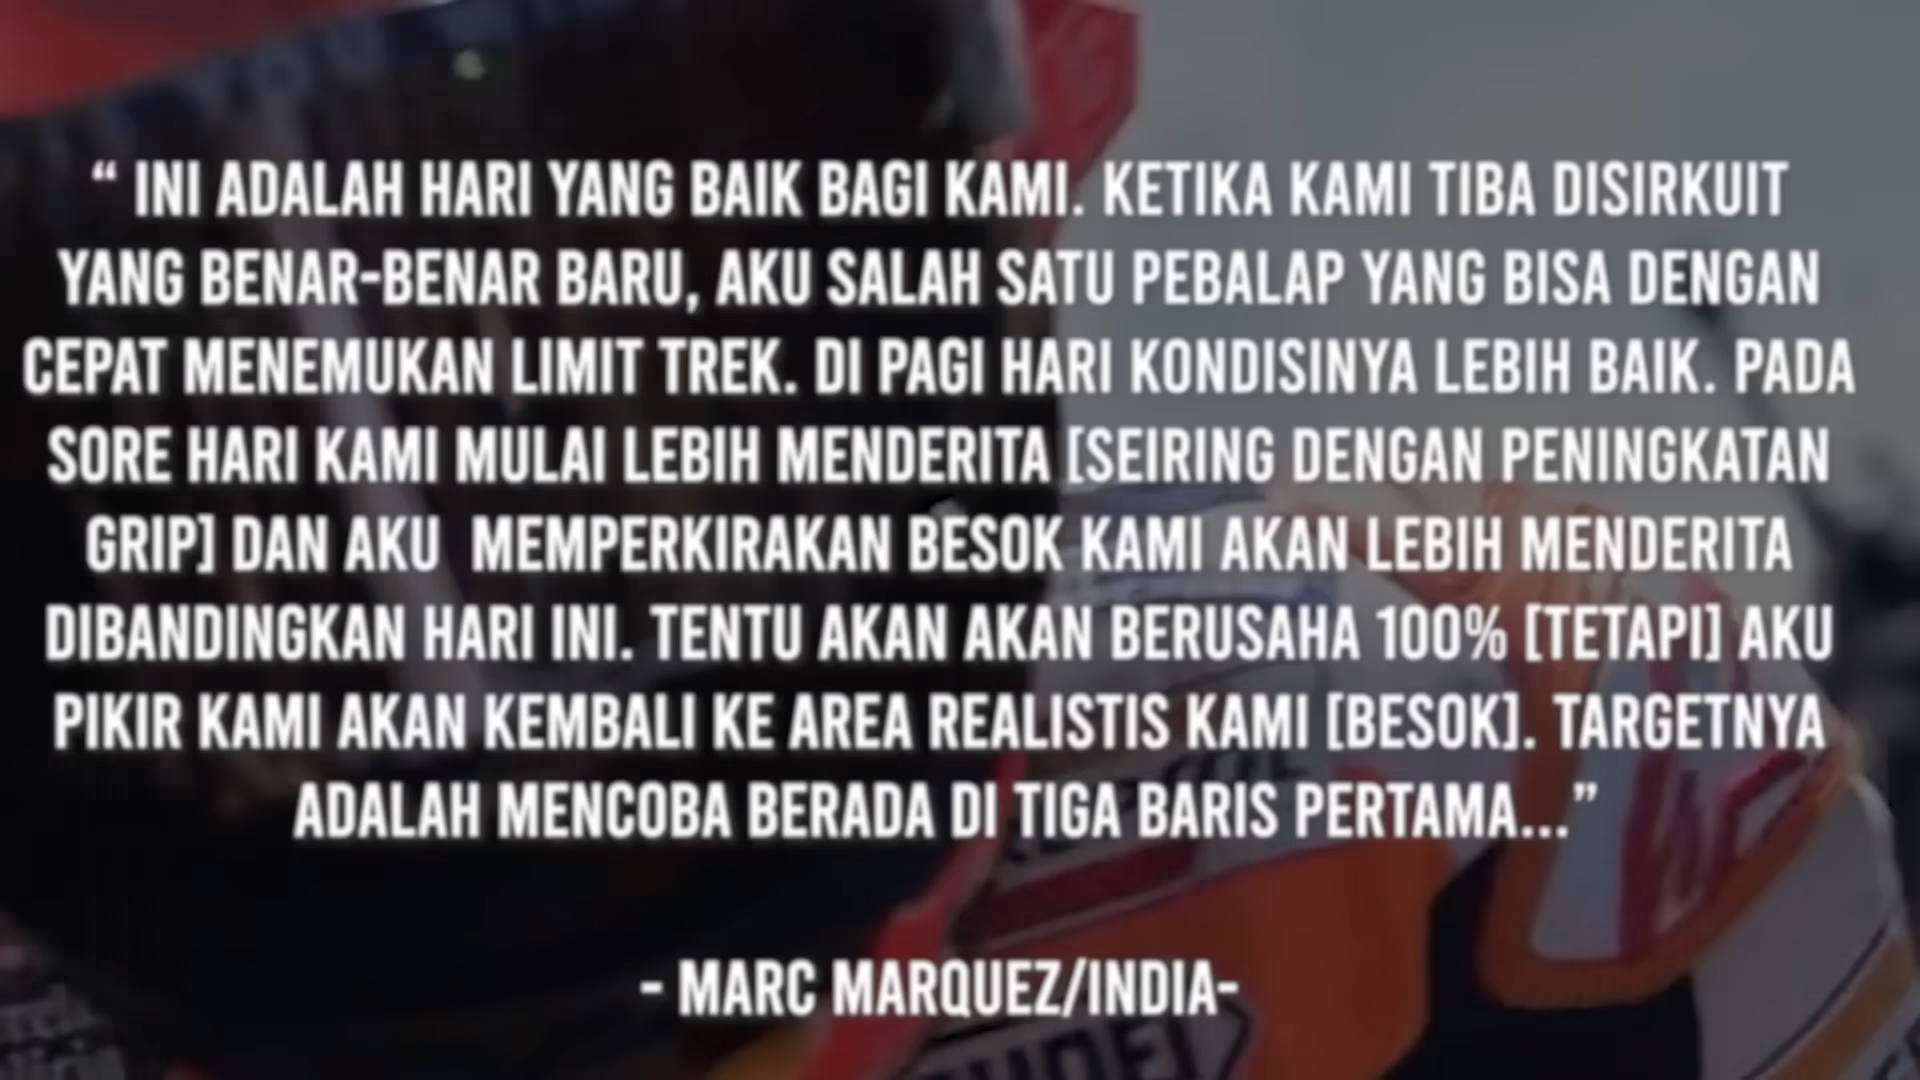 “ INI ADALAH HARI YANG BAIK BAGI KAMI. KETIKA KAMI TIBA DISIRKUIT
YANG BENAR-BENAR BARU, AKU SALAH SATU PEBALAP YANG BISA DENGAN
CEPAT MENEMUKAN LIMIT TREK. DI PAGI HARI KONDISINYA LEBIH BAIK. PADA
SORE HARI KAMI MULAI LEBIH MENDERITA [SEIRING DENGAN PENINGKATAN
GRIP] DAN AKU  MEMPERKIRAKAN BESOK KAMI AKAN LEBIH MENDERITA
DIBANDINGKAN HARI INI. TENTU AKAN AKAN BERUSAHA 100% [TETAPI] AKU
PIKIR KAMI AKAN KEMBALI KE AREA REALISTIS KAMI [BESOK]. TARGETNYA
ADALAH MENCOBA BERADA DI TIGA BARIS PERTAMA...”
- MARC MARQUEZ/INDIA-